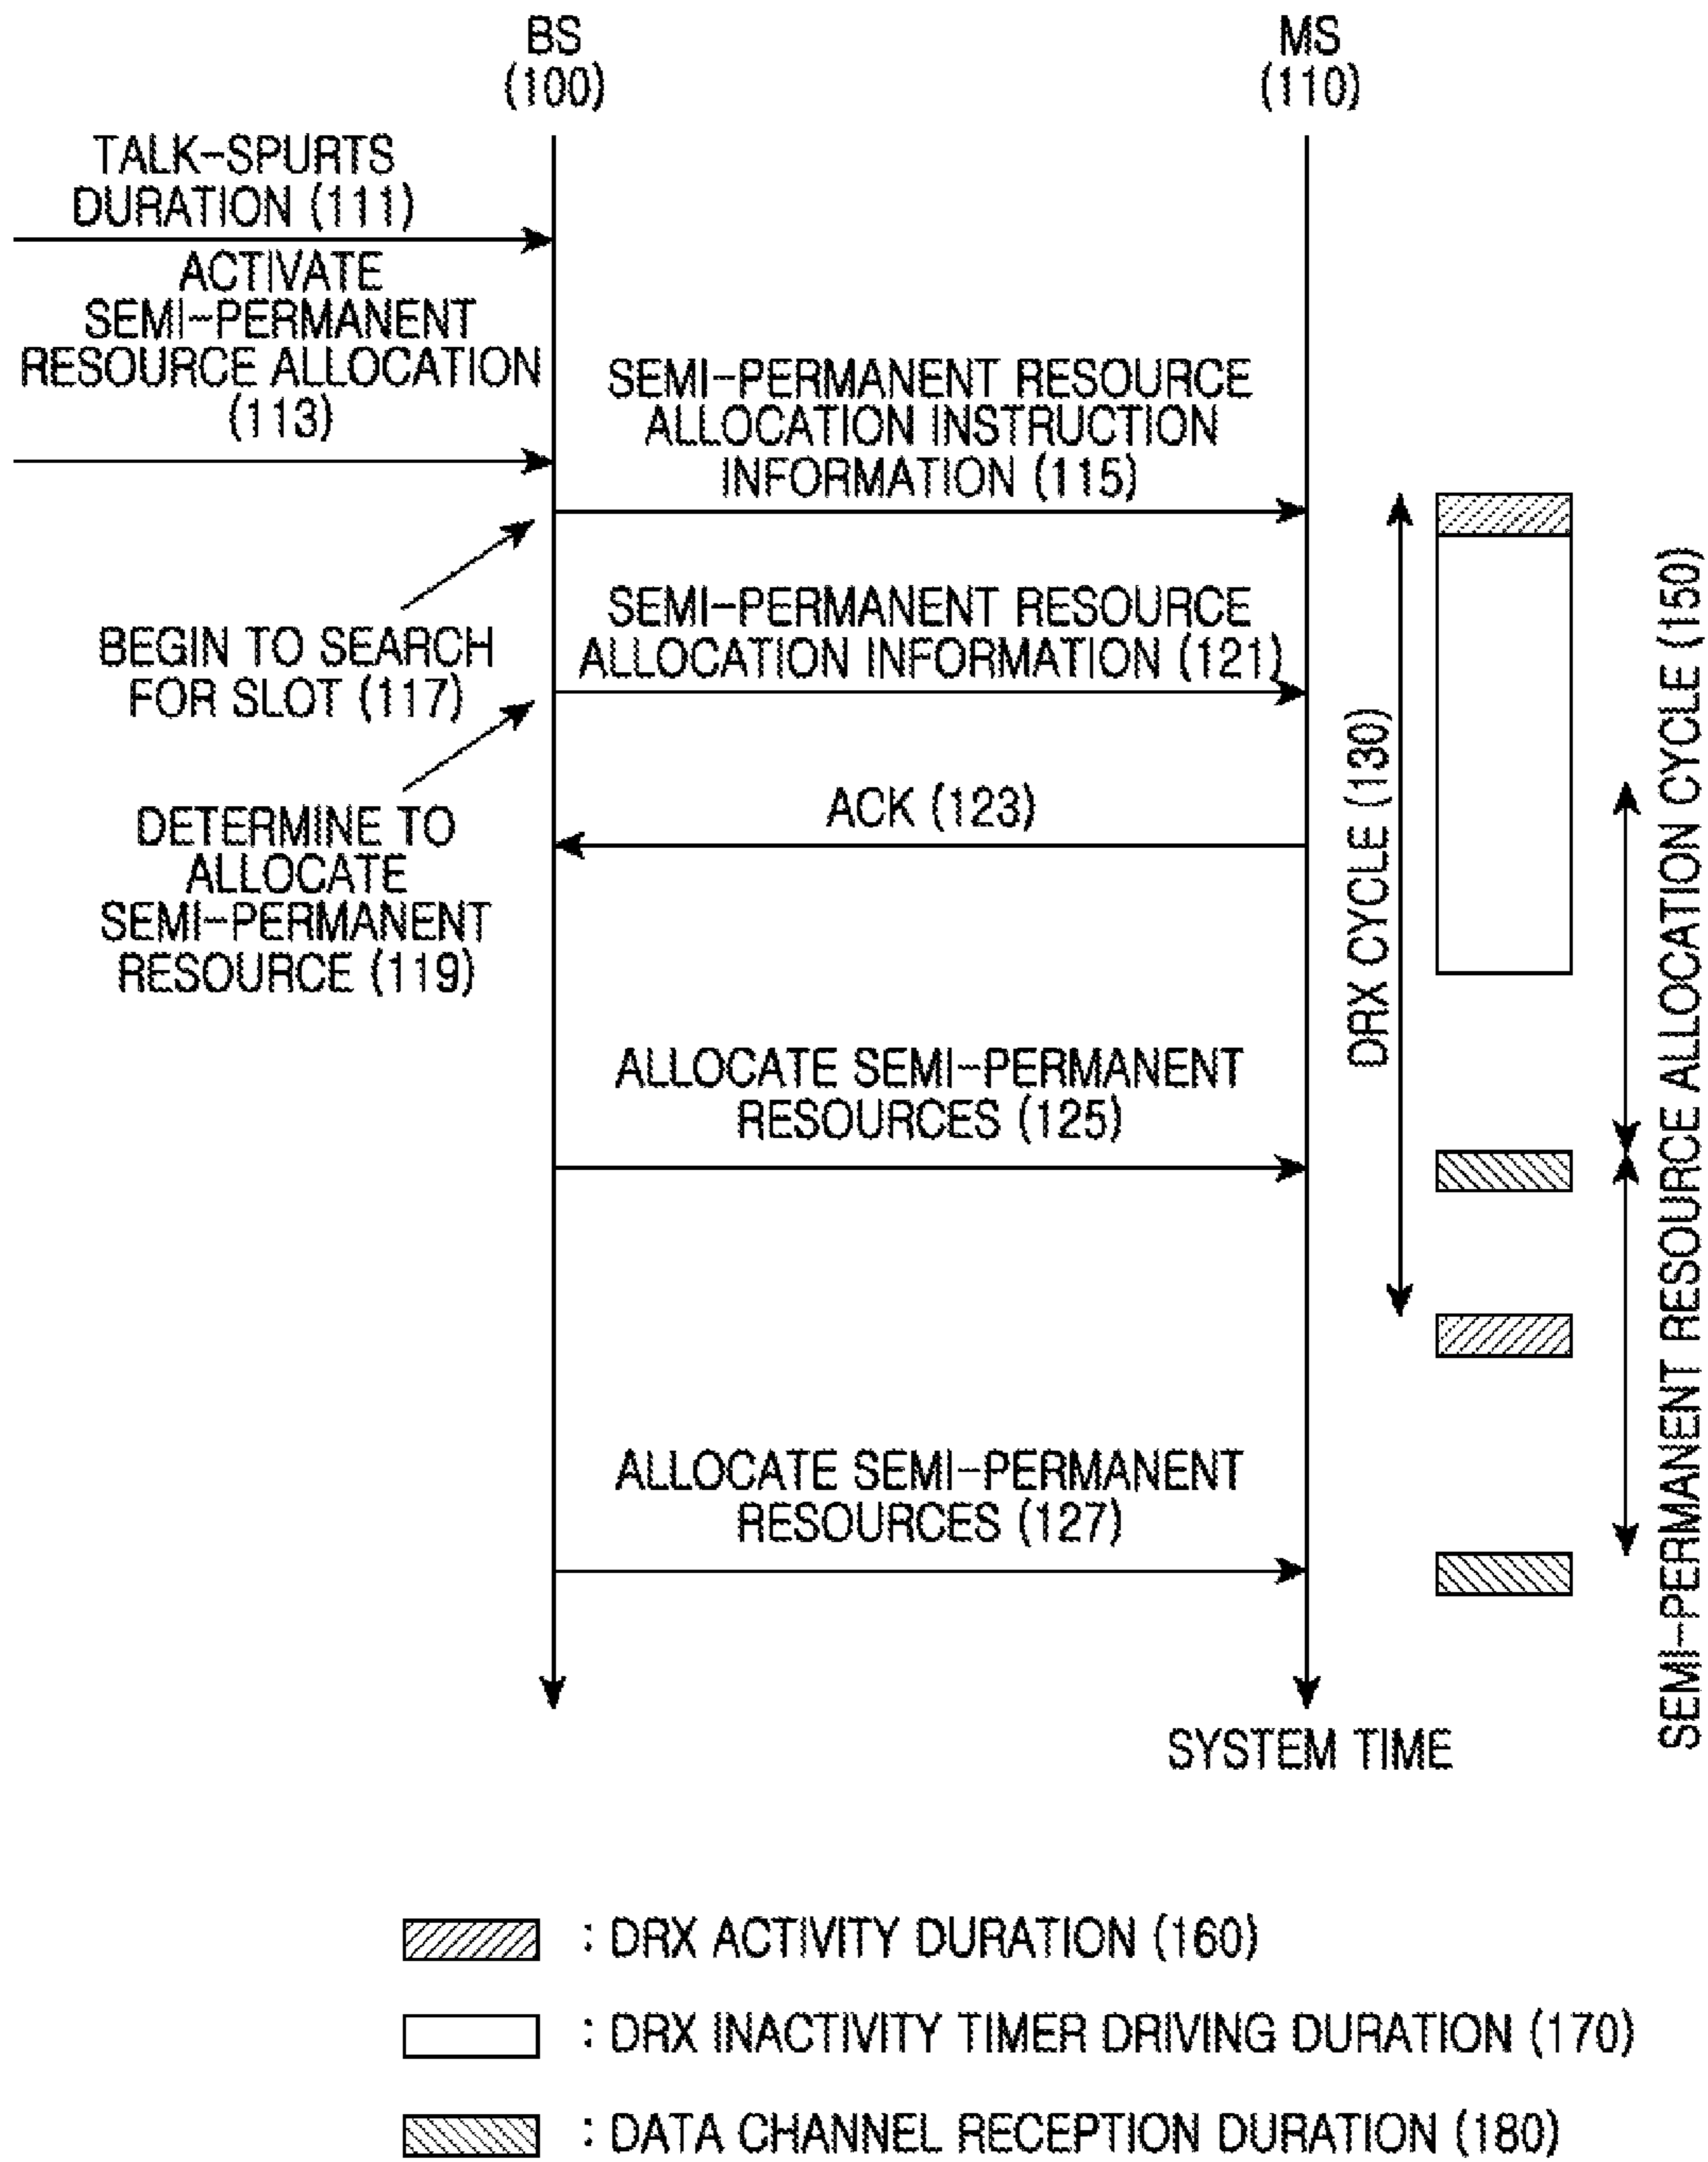 BS
(100)
MS
(110)
TALK-SPURTS
DURATION (111)
ACTIVATE
SEMI-PERMANENT
RESOURCE ALLOCATION
(113)
SEMI-PERMANENT RESOURCE
ALLOCATION INSTRUCTION
INFORMATION (115)
BEGIN TO SEARCH
FOR SLOT (117)
SEMI-PERMANENT RESOURCE
ALLOCATION INFORMATION (121)
DETERMINE TO
ALLOCATE
SEMI-PERMANENT
RESOURCE (119)
ACK (123)
ALLOCATE SEMI-PERMANENT
RESOURCES (125)
ALLOCATE SEMI-PERMANENT
RESOURCES (127)
DRX CYCLE (130)
SEMI-PERMANENT RESOURCE ALLOCATION CYCLE (150)
SYSTEM TIME
: DRX ACTIVITY DURATION (160)
: DRX INACTIVITY TIMER DRIVING DURATION (170)
: DATA CHANNEL RECEPTION DURATION (180)